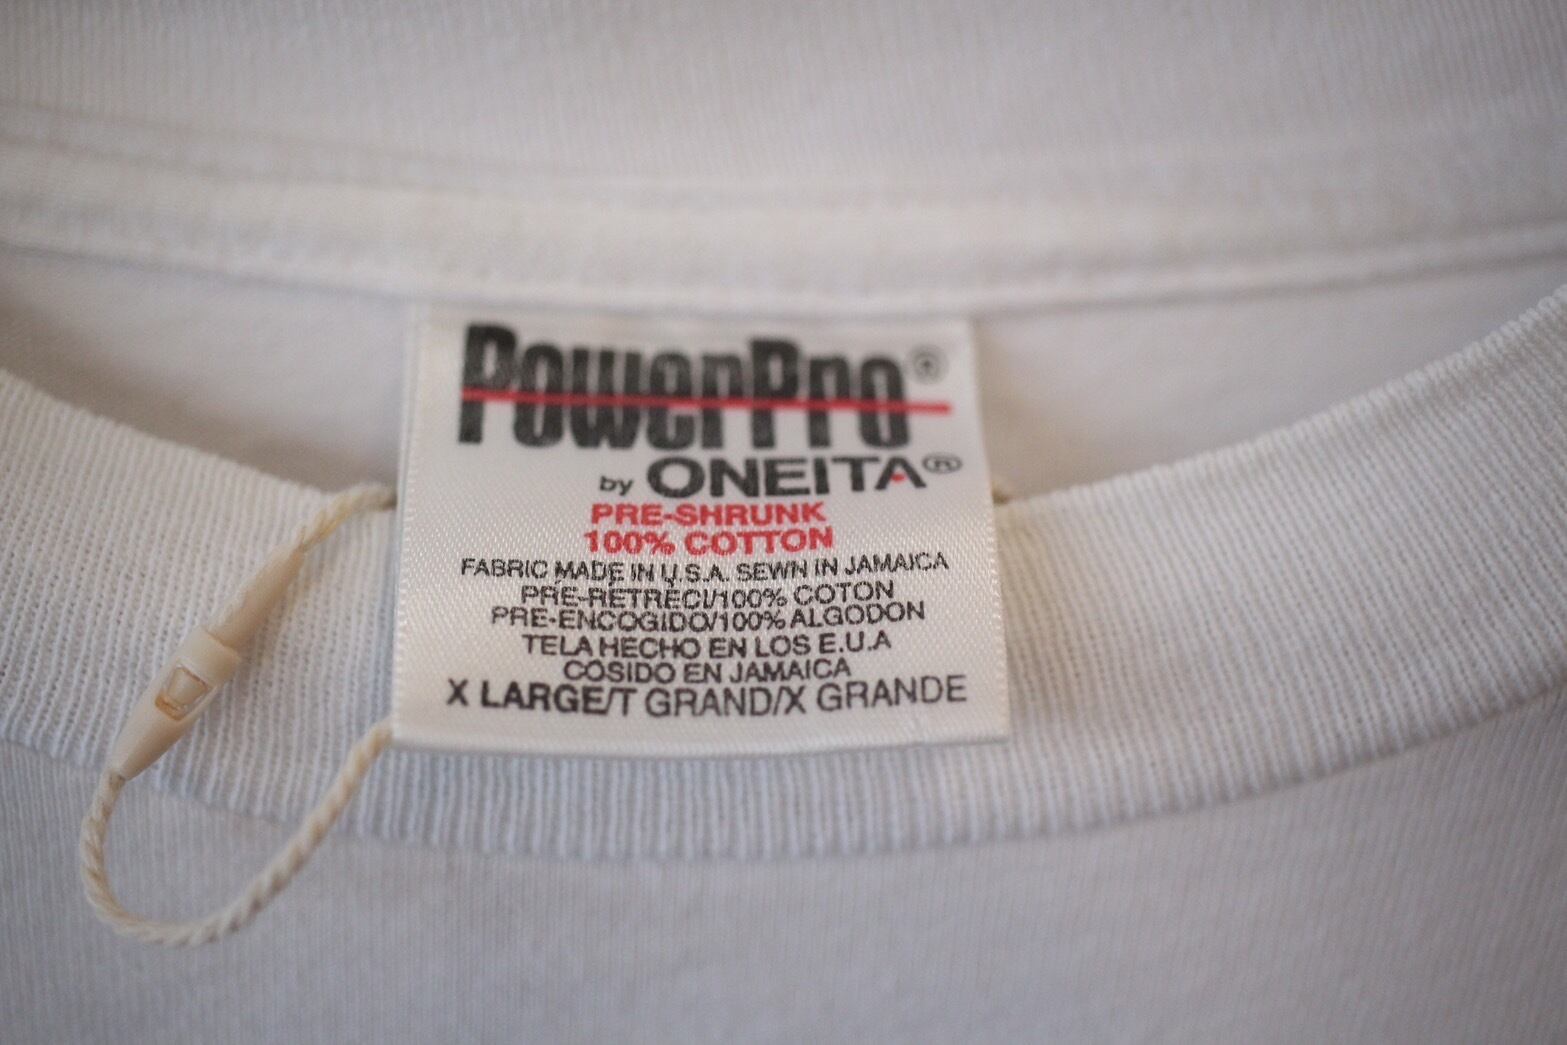 PowerPro®
by ONEITA®
PRE-SHRUNK
100% COTTON
FABRIC MADE IN U.S.A. SEWN IN JAMAICA
PRE-RETRECI/100% COTON
PRE-ENCOGIDO/100% ALGODON
TELA HECHO EN LOS E.U.A
COSIDO EN JAMAICA
X LARGE/T GRAND/X GRANDE